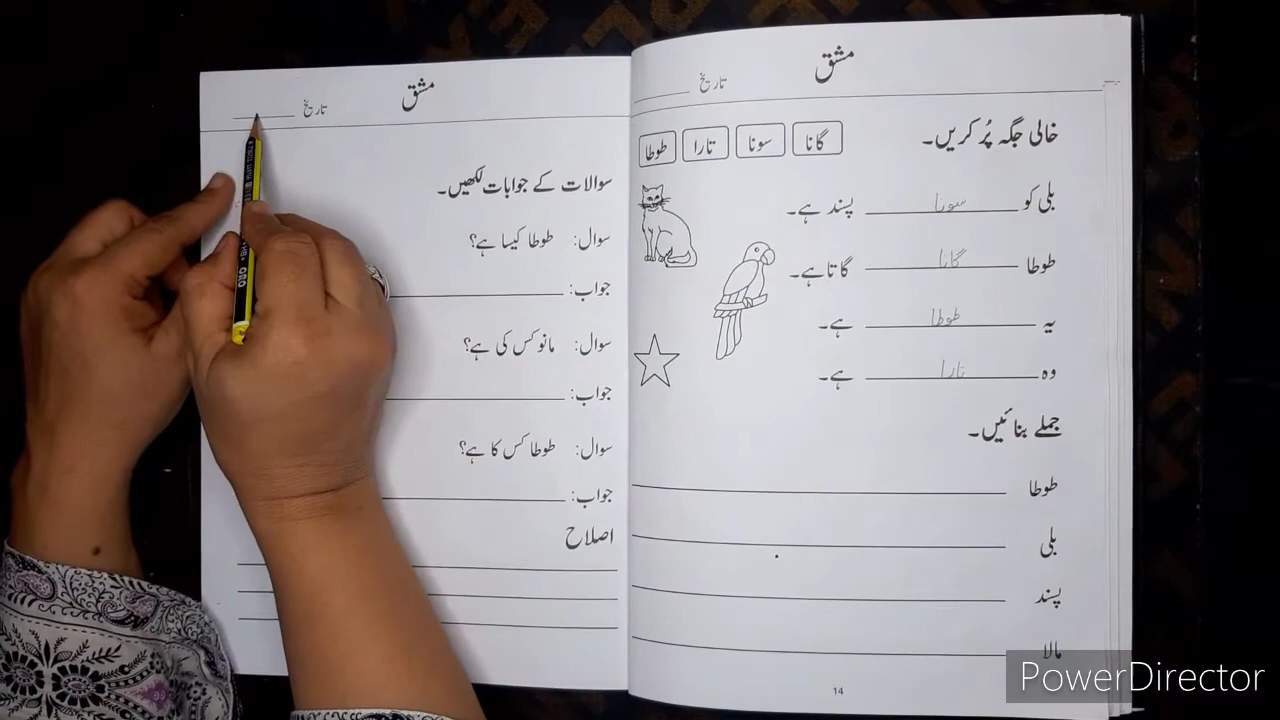 مشق
تاریخ
خالی جگہ پُر کریں۔
گانا سونا تارا طوطا
بلی کو سونا پسند ہے۔
طوطا گانا گاتا ہے۔
یہ طوطا ہے۔
وہ تارا ہے۔
جملے بنائیں۔
طوطا
بلی
پسند
مالا
14
مشق
تاریخ
سوالات کے جوابات لکھیں۔
سوال: طوطا کیسا ہے؟
جواب:
سوال: مانو کس کی ہے؟
جواب:
سوال: طوطا کس کا ہے؟
جواب:
اصلاح
ORO
PowerDirector